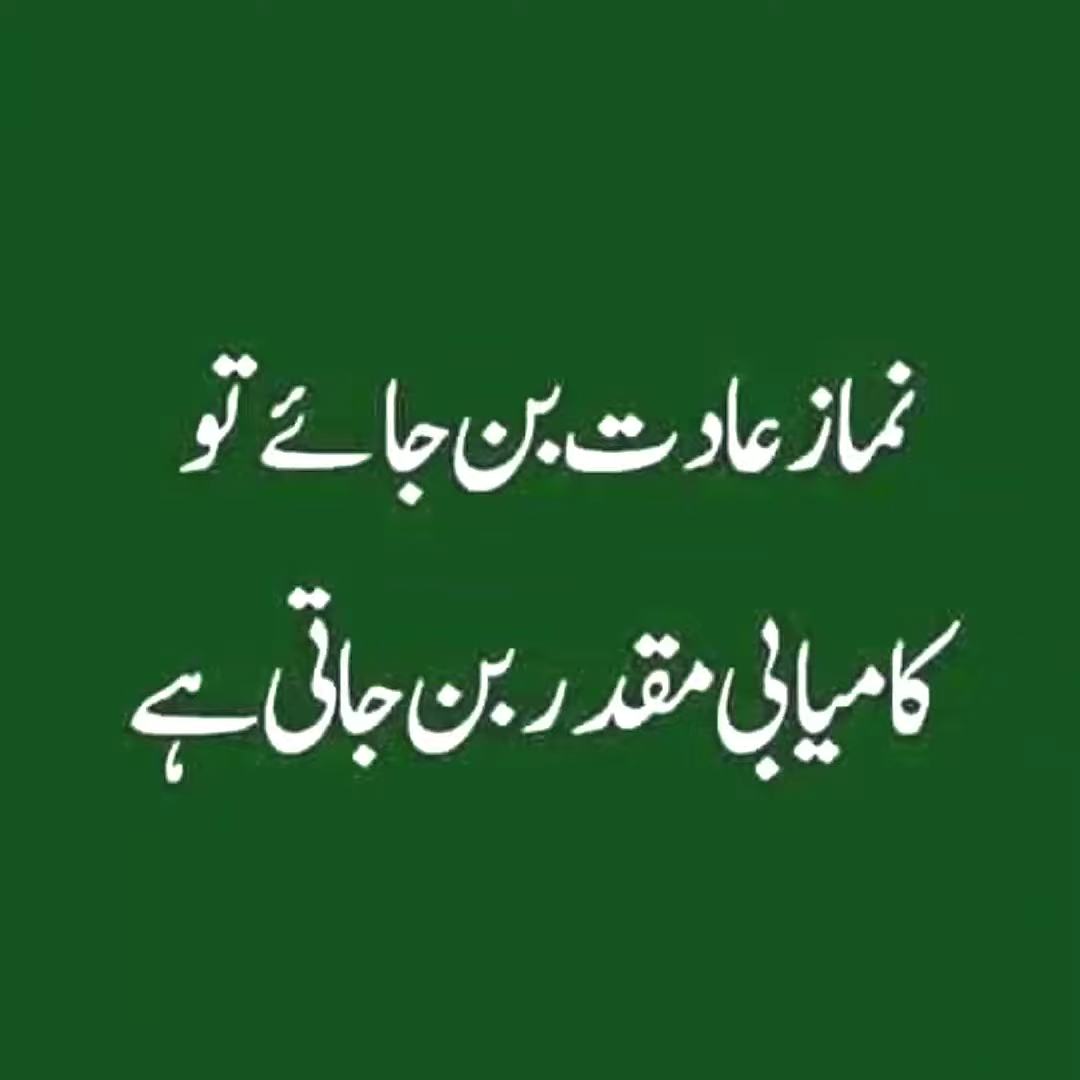 نماز عادت بن جائے تو
کامیابی مقدر بن جاتی ہے